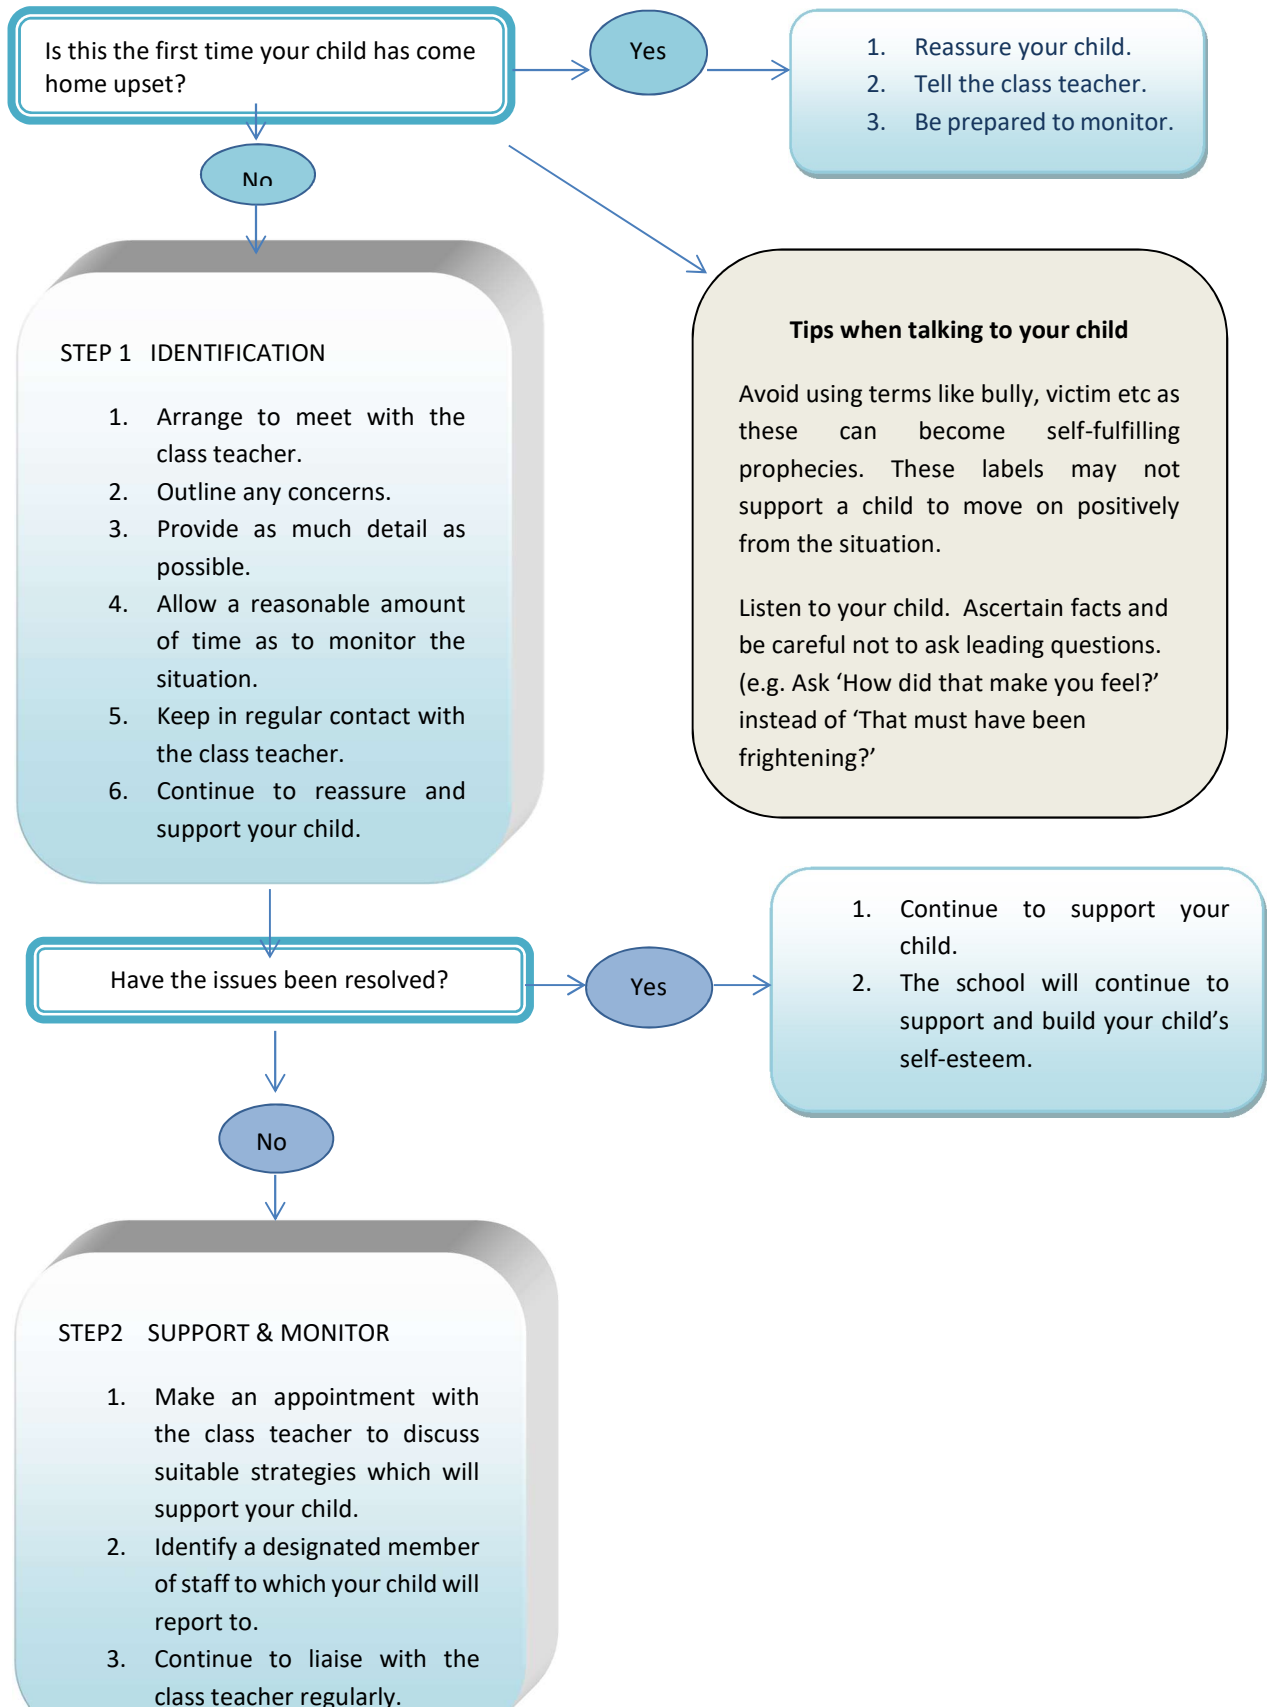 Is this the first time your child has come
home upset?
Yes
1. Reassure your child.
2. Tell the class teacher.
3. Be prepared to monitor.
No
STEP 1 IDENTIFICATION
1. Arrange to meet with the
class teacher.
2. Outline any concerns.
3. Provide as much detail as
possible.
4. Allow a reasonable amount
of time as to monitor the
situation.
5. Keep in regular contact with
the class teacher.
6. Continue to reassure and
support your child.
Tips when talking to your child
Avoid using terms like bully, victim etc as
these can become self-fulfilling
prophecies. These labels may not
support a child to move on positively
from the situation.
Listen to your child. Ascertain facts and
be careful not to ask leading questions.
(e.g. Ask ‘How did that make you feel?’
instead of ‘That must have been
frightening?’
Have the issues been resolved?
Yes
1. Continue to support your
child.
2. The school will continue to
support and build your child’s
self-esteem.
No
STEP2 SUPPORT & MONITOR
1. Make an appointment with
the class teacher to discuss
suitable strategies which will
support your child.
2. Identify a designated member
of staff to which your child will
report to.
3. Continue to liaise with the
class teacher regularly.